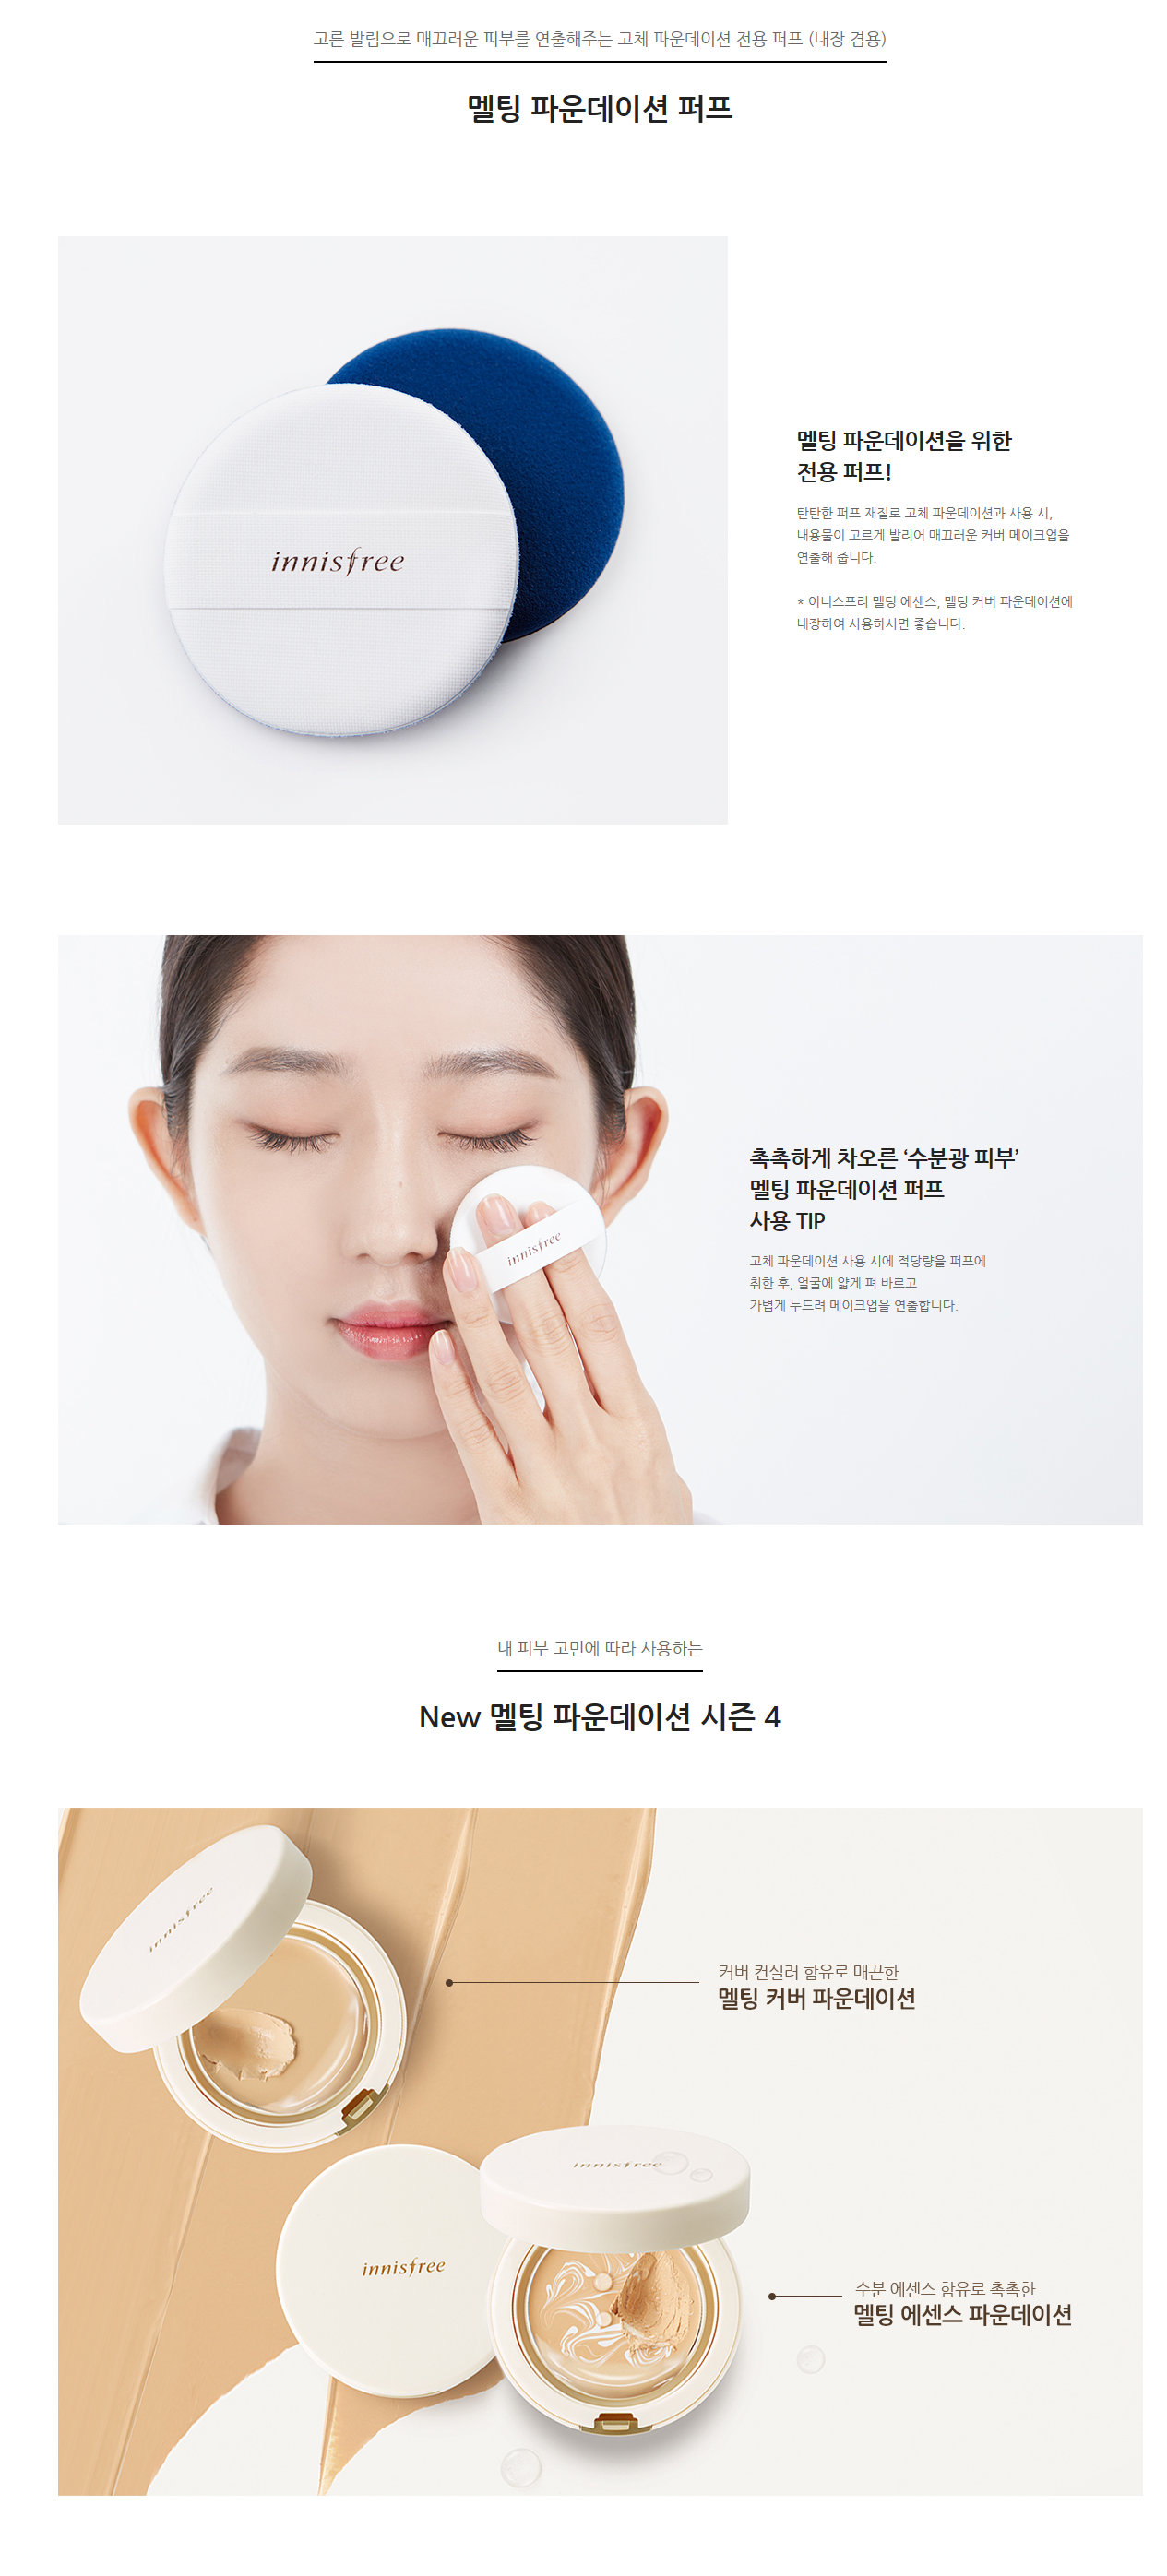 고른 발림으로 매끄러운 피부를 연출해주는 고체 파운데이션 전용 퍼프 (내장 겸용)
멜팅 파운데이션 퍼프
innisfree
멜팅 파운데이션을 위한
전용 퍼프!
탄탄한 퍼프 재질로 고체 파운데이션과 사용 시,
내용물이 고르게 발리어 매끄러운 커버 메이크업을
연출해 줍니다.
* 이니스프리 멜팅 에센스, 멜팅 커버 파운데이션에
내장하여 사용하시면 좋습니다.
innisfree
촉촉하게 차오른 ‘수분광 피부’
멜팅 파운데이션 퍼프
사용 TIP
고체 파운데이션 사용 시에 적당량을 퍼프에
취한 후, 얼굴에 얇게 펴 바르고
가볍게 두드려 메이크업을 연출합니다.
내 피부 고민에 따라 사용하는
New 멜팅 파운데이션 시즌 4
innisfree
커버 컨실러 함유로 매끈한
멜팅 커버 파운데이션
innisfree
innisfree
수분 에센스 함유로 촉촉한
멜팅 에센스 파운데이션